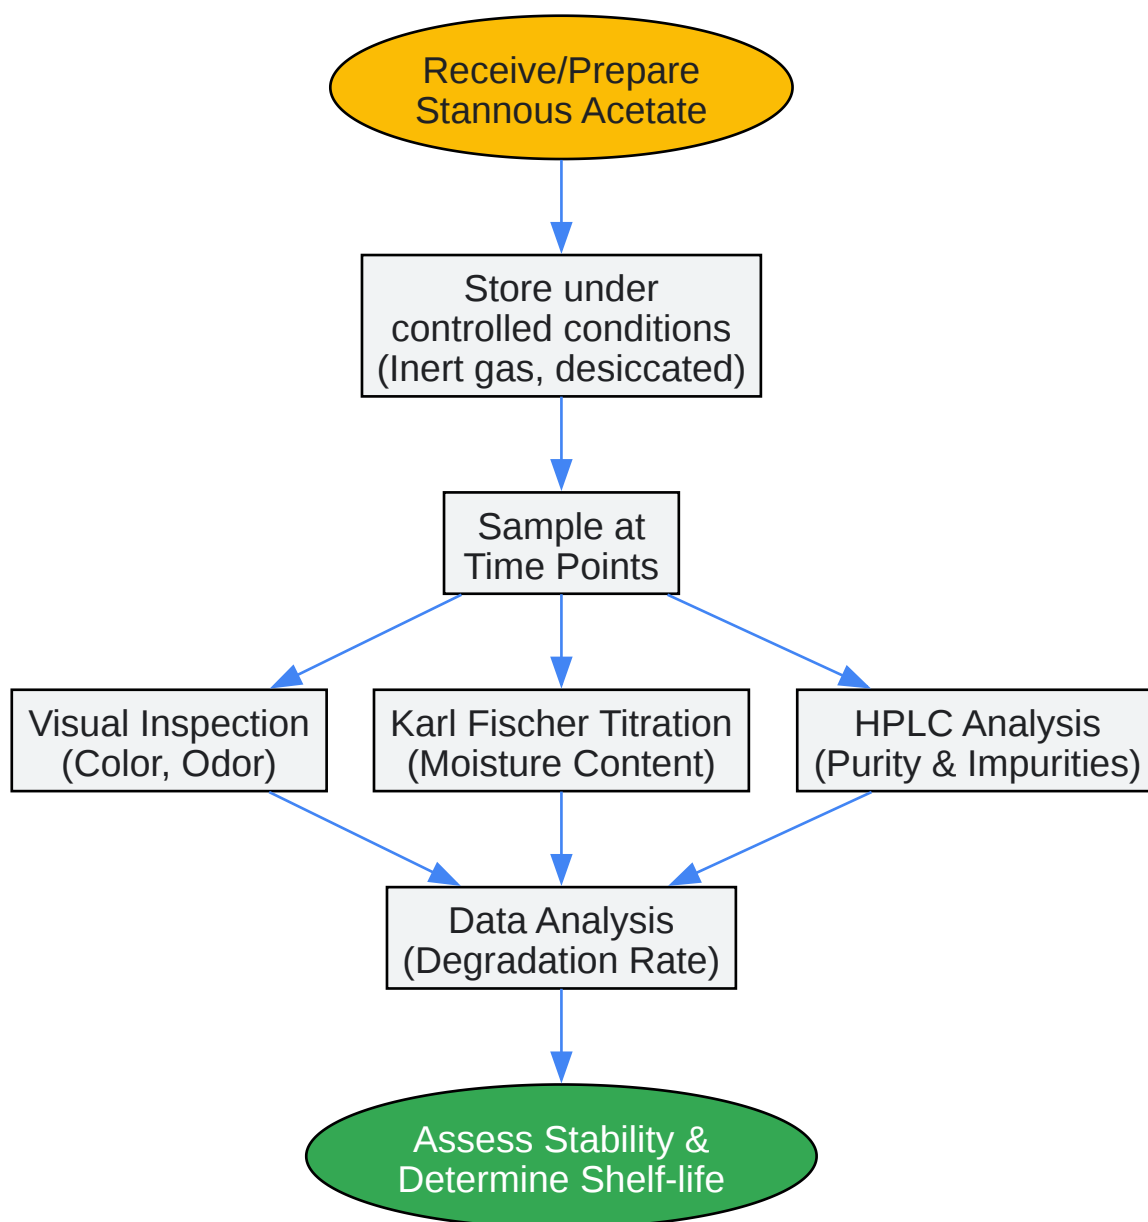 Receive/Prepare
Stannous Acetate
Store under
controlled conditions
(Inert gas, desiccated)
Sample at
Time Points
Visual Inspection
(Color, Odor)
Karl Fischer Titration
(Moisture Content)
HPLC Analysis
(Purity & Impurities)
Data Analysis
(Degradation Rate)
Assess Stability &
Determine Shelf-life